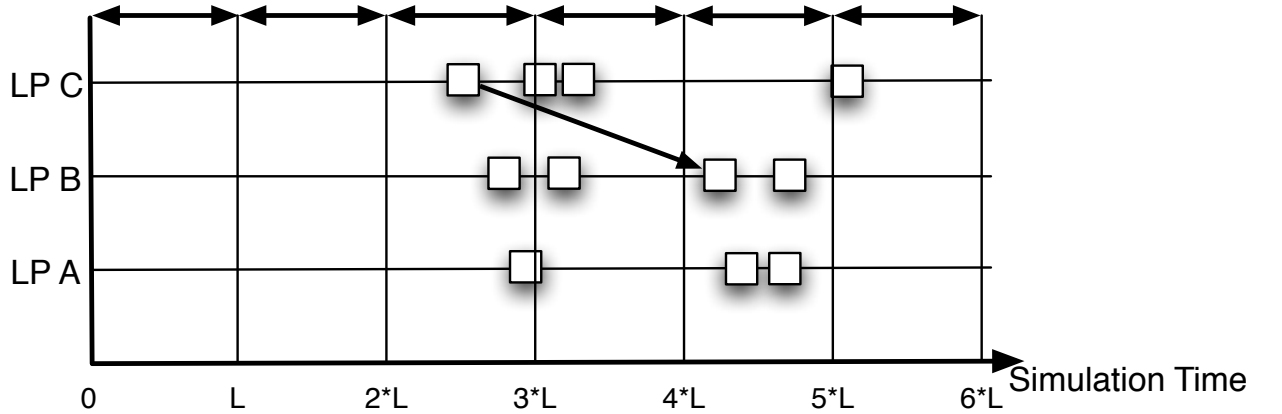 LP C
LP B
LP A
0 L 2*L 3*L 4*L 5*L 6*L
Simulation Time